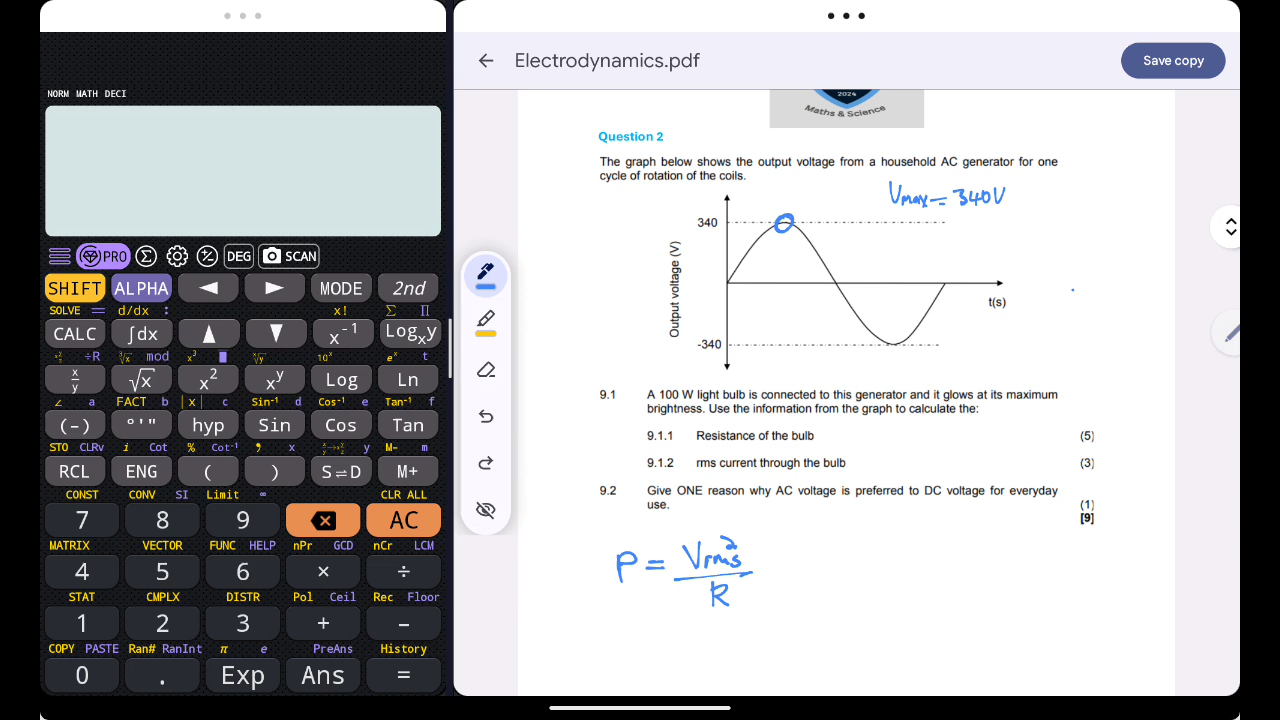 Electrodynamics.pdf
Save copy
2024
Maths & Science
Question 2
The graph below shows the output voltage from a household AC generator for one
cycle of rotation of the coils.
Vmax = 340V
340
Output voltage (V)
t(s)
-340
9.1 A 100 W light bulb is connected to this generator and it glows at its maximum
brightness. Use the information from the graph to calculate the:
9.1.1 Resistance of the bulb (5)
9.1.2 rms current through the bulb (3)
9.2 Give ONE reason why AC voltage is preferred to DC voltage for everyday
use. (1)
[9]
P = Vrms²
R
NORM MATH DECI
PRO Σ DEG SCAN
SHIFT ALPHA ◄ ► MODE 2nd
SOLVE = d/dx : x! Σ Π
CALC ∫dx ▲ ▼ x⁻¹ Logₓy
÷R ³√x mod x³ ˣ√y 10ˣ eˣ t
x/y √x x² xʸ Log Ln
∠ a FACT b |x| c Sin⁻¹ d Cos⁻¹ e Tan⁻¹ f
(−) °'" hyp Sin Cos Tan
STO CLRv i Cot % Cot⁻¹ , x y M- m
RCL ENG ( ) S⇌D M+
CONST CONV SI Limit ∞ CLR ALL
7 8 9 AC
MATRIX VECTOR FUNC HELP nPr GCD nCr LCM
4 5 6 × ÷
STAT CMPLX DISTR Pol Ceil Rec Floor
1 2 3 + −
COPY PASTE Ran# RanInt π e PreAns History
0 . Exp Ans =